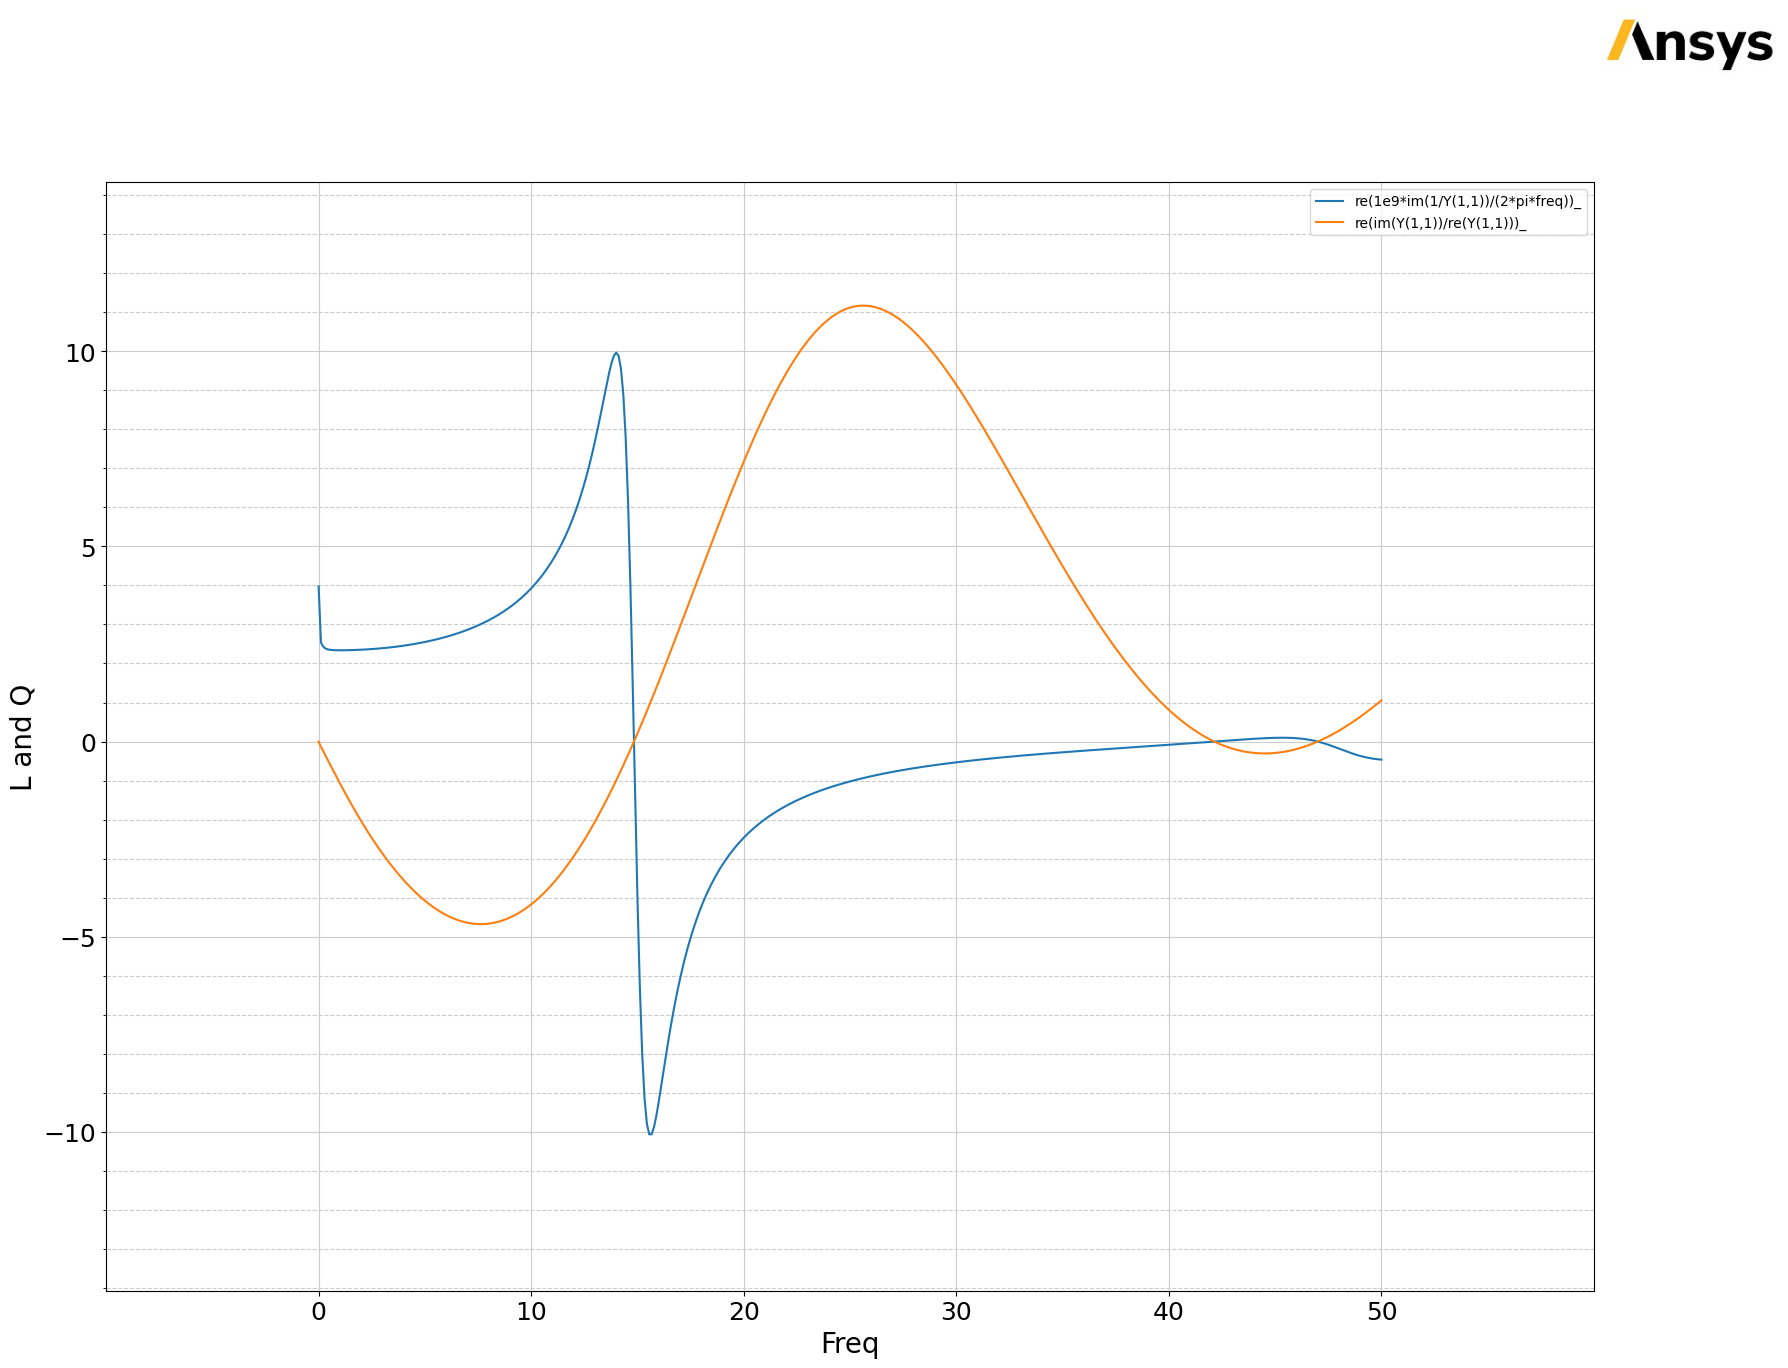 Ansys
re(1e9*im(1/Y(1,1))/(2*pi*freq))_
re(im(Y(1,1))/re(Y(1,1)))_
10
5
0
−5
−10
L and Q
0 10 20 30 40 50
Freq